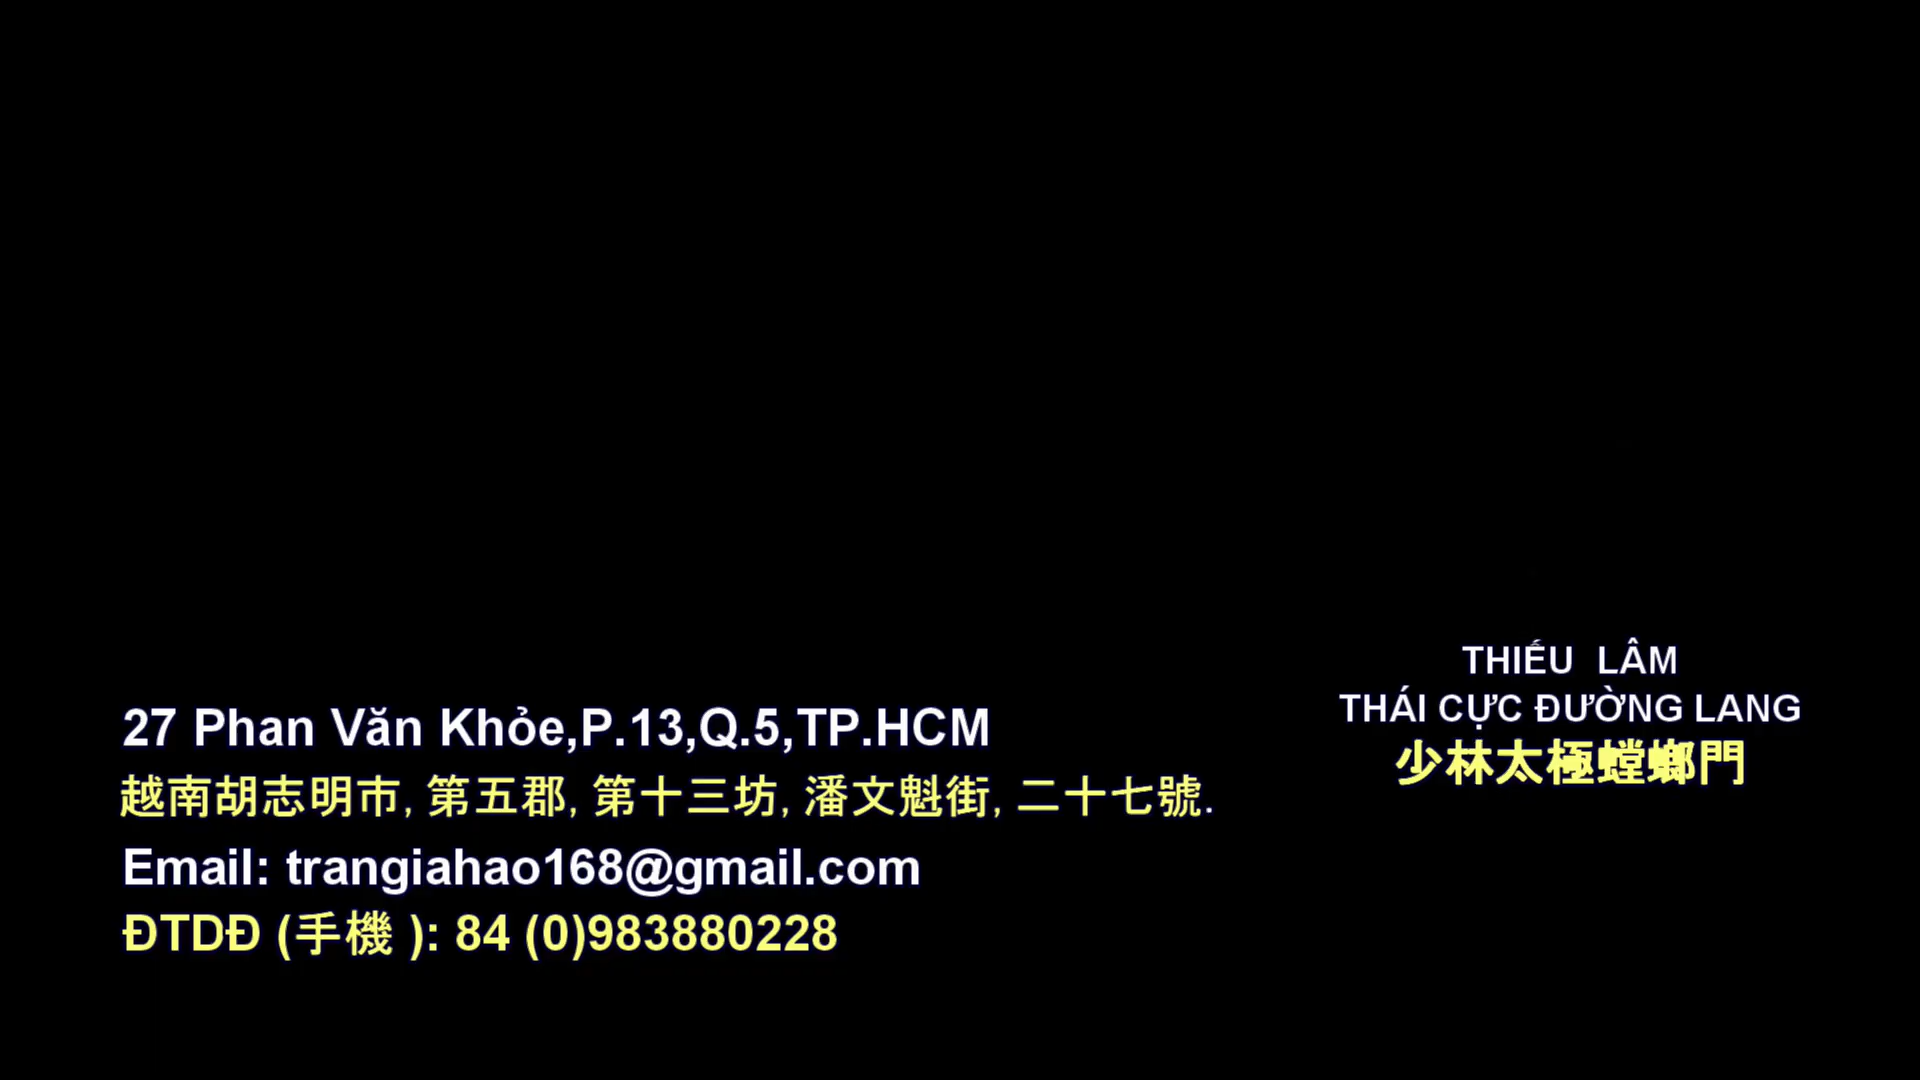 27 Phan Văn Khỏe,P.13,Q.5,TP.HCM
越南胡志明市, 第五郡, 第十三坊, 潘文魁街, 二十七號.
Email: trangiahao168@gmail.com
ĐTDĐ (手機 ): 84 (0)983880228
THIẾU LÂM
THÁI CỰC ĐƯỜNG LANG
少林太極螳螂門